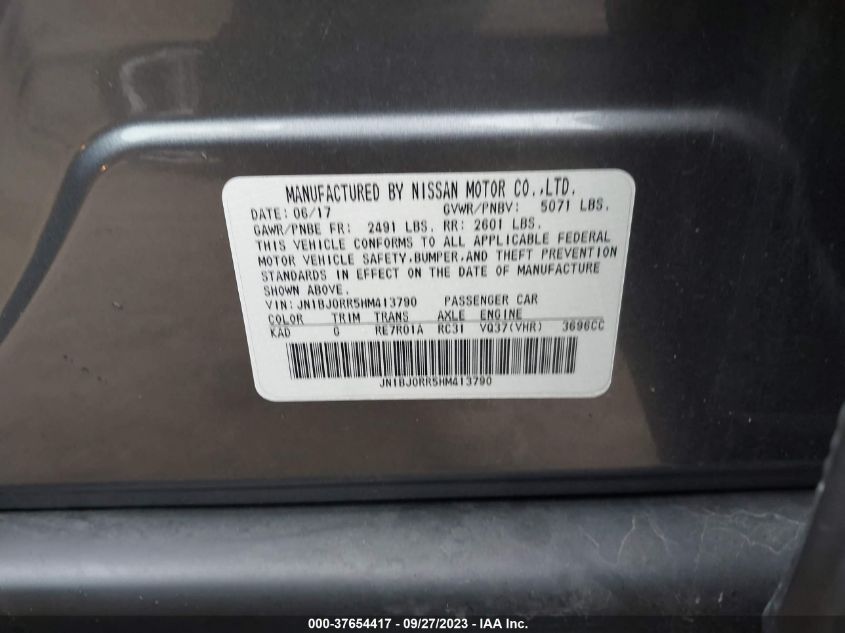 MANUFACTURED BY NISSAN MOTOR CO.,LTD.
DATE: 06/17 GVWR/PNBV: 5071 LBS.
GAWR/PNBE FR: 2491 LBS. RR: 2601 LBS.
THIS VEHICLE CONFORMS TO ALL APPLICABLE FEDERAL
MOTOR VEHICLE SAFETY,BUMPER,AND THEFT PREVENTION
STANDARDS IN EFFECT ON THE DATE OF MANUFACTURE
SHOWN ABOVE.
VIN: JN1BJ0RR5HM413790 PASSENGER CAR
COLOR TRIM TRANS AXLE ENGINE
KAD G RE7R01A RC31 VQ37(VHR) 3696CC
JN1BJ0RR5HM413790
000-37654417 - 09/27/2023 - IAA Inc.